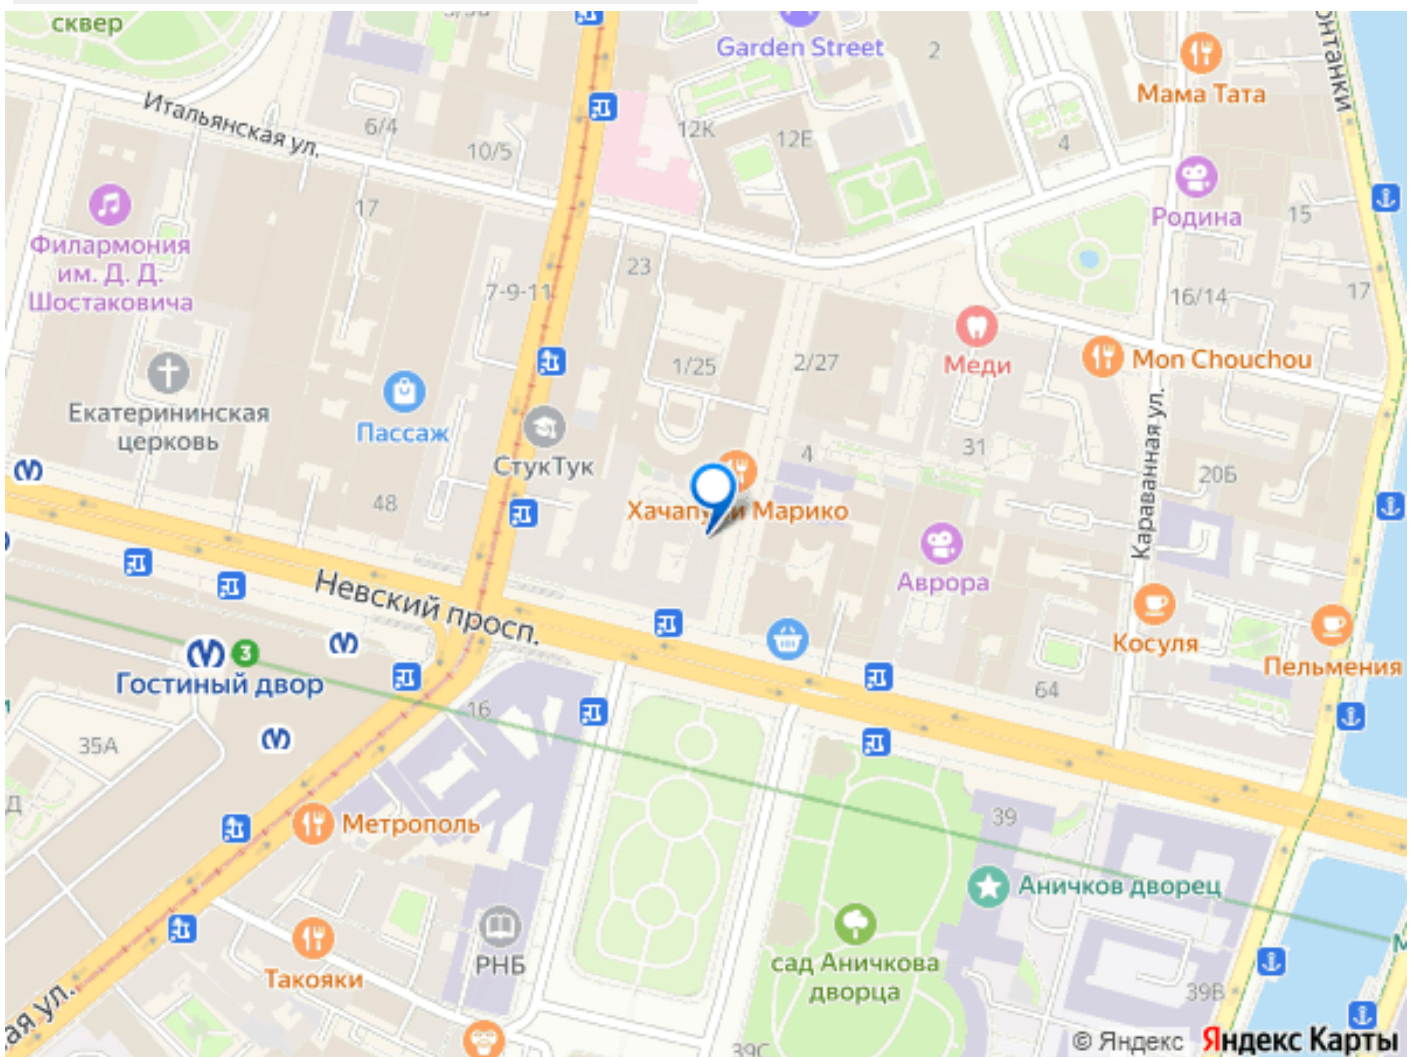 сквер
Garden Street
2
Мама Тата
Итальянская ул.
6/4
10/5
12К
12Е
4
Родина
15
17
Филармония
им. Д. Д.
Шостаковича
7-9-11
23
16/14
17
1/25
2/27
Меди
Mon Chouchou
Екатерининская
церковь
Пассаж
СтукТук
4
31
Караванная ул.
20Б
48
Марико
Аврора
Невский просп.
Косуля
Пельмения
3
Гостиный двор
64
16
35А
39
Метрополь
Аничков дворец
РНБ
Такояки
сад Аничкова
дворца
39В
39С
© Яндекс Яндекс Карты